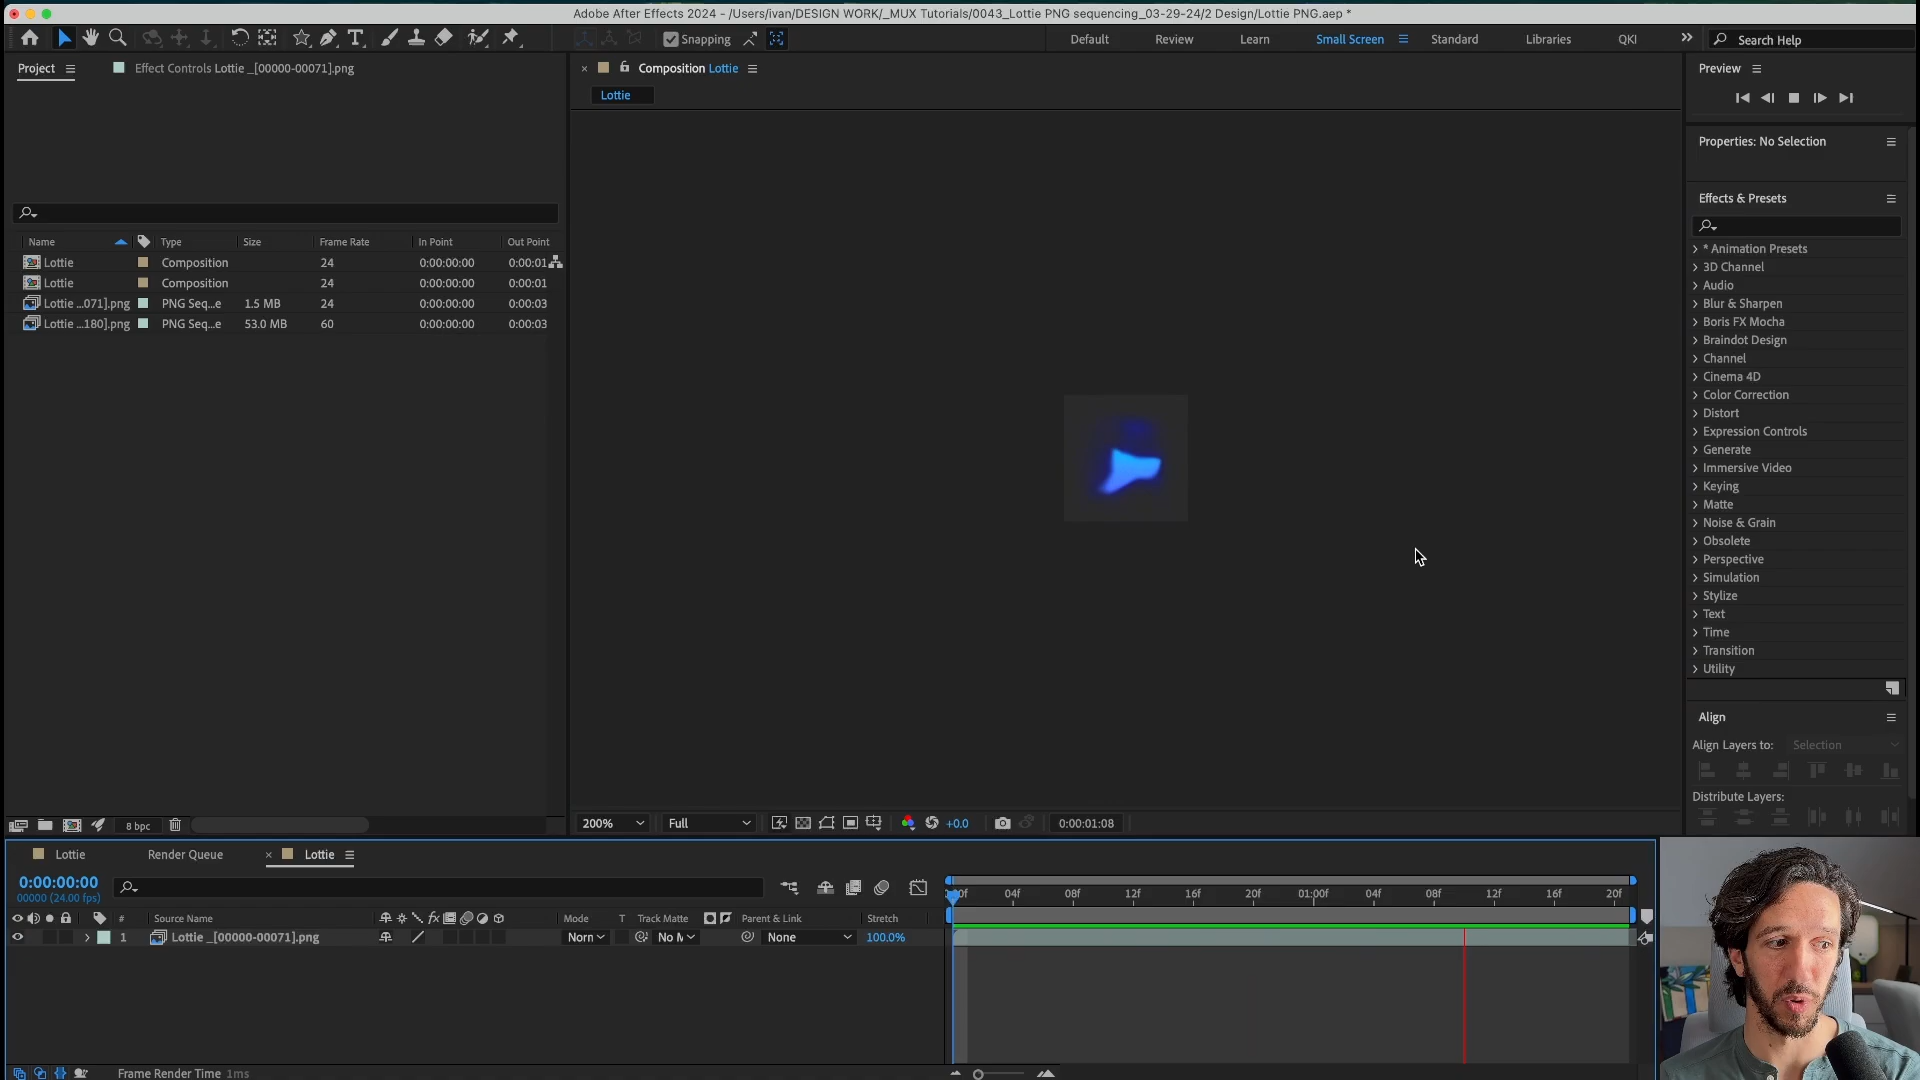 Adobe After Effects 2024 - /Users/ivan/DESIGN WORK/_MUX Tutorials/0043_Lottie PNG sequencing_03-29-24/2 Design/Lottie PNG.aep *
Snapping
Default Review Learn Small Screen Standard Libraries QKI Search Help
Project
Effect Controls Lottie _[00000-00071].png
Composition Lottie
Lottie
Name Type Size Frame Rate In Point Out Point
Lottie Composition 24 0:00:00:00 0:00:01
Lottie Composition 24 0:00:00:00 0:00:01
Lottie ...071].png PNG Seq...e 1.5 MB 24 0:00:00:00 0:00:03
Lottie ...180].png PNG Seq...e 53.0 MB 60 0:00:00:00 0:00:03
8 bpc
200% Full +0.0 0:00:01:08
Preview
Properties: No Selection
Effects & Presets
* Animation Presets
3D Channel
Audio
Blur & Sharpen
Boris FX Mocha
Braindot Design
Channel
Cinema 4D
Color Correction
Distort
Expression Controls
Generate
Immersive Video
Keying
Matte
Noise & Grain
Obsolete
Perspective
Simulation
Stylize
Text
Time
Transition
Utility
Align
Align Layers to: Selection
Distribute Layers:
Lottie Render Queue Lottie
0:00:00:00
00000 (24.00 fps)
# Source Name Mode T Track Matte Parent & Link Stretch
1 Lottie _[00000-00071].png Norn No M None 100.0%
04f 08f 12f 16f 20f 01:00f 04f 08f 12f 16f 20f
Frame Render Time 1ms